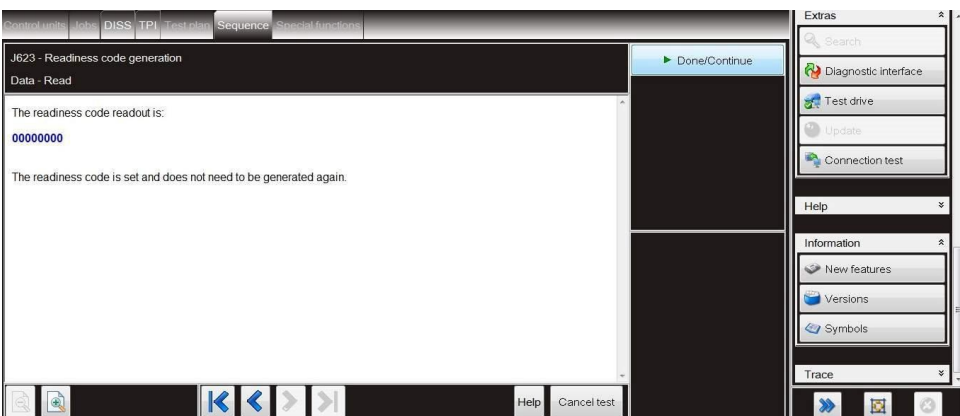 Control units Jobs DISS TPI Test plan Sequence Special functions
J623 - Readiness code generation
Data - Read
The readiness code readout is:
00000000
The readiness code is set and does not need to be generated again.
Done/Continue
Help Cancel test
Extras
Search
Diagnostic interface
Test drive
Update
Connection test
Help
Information
New features
Versions
Symbols
Trace